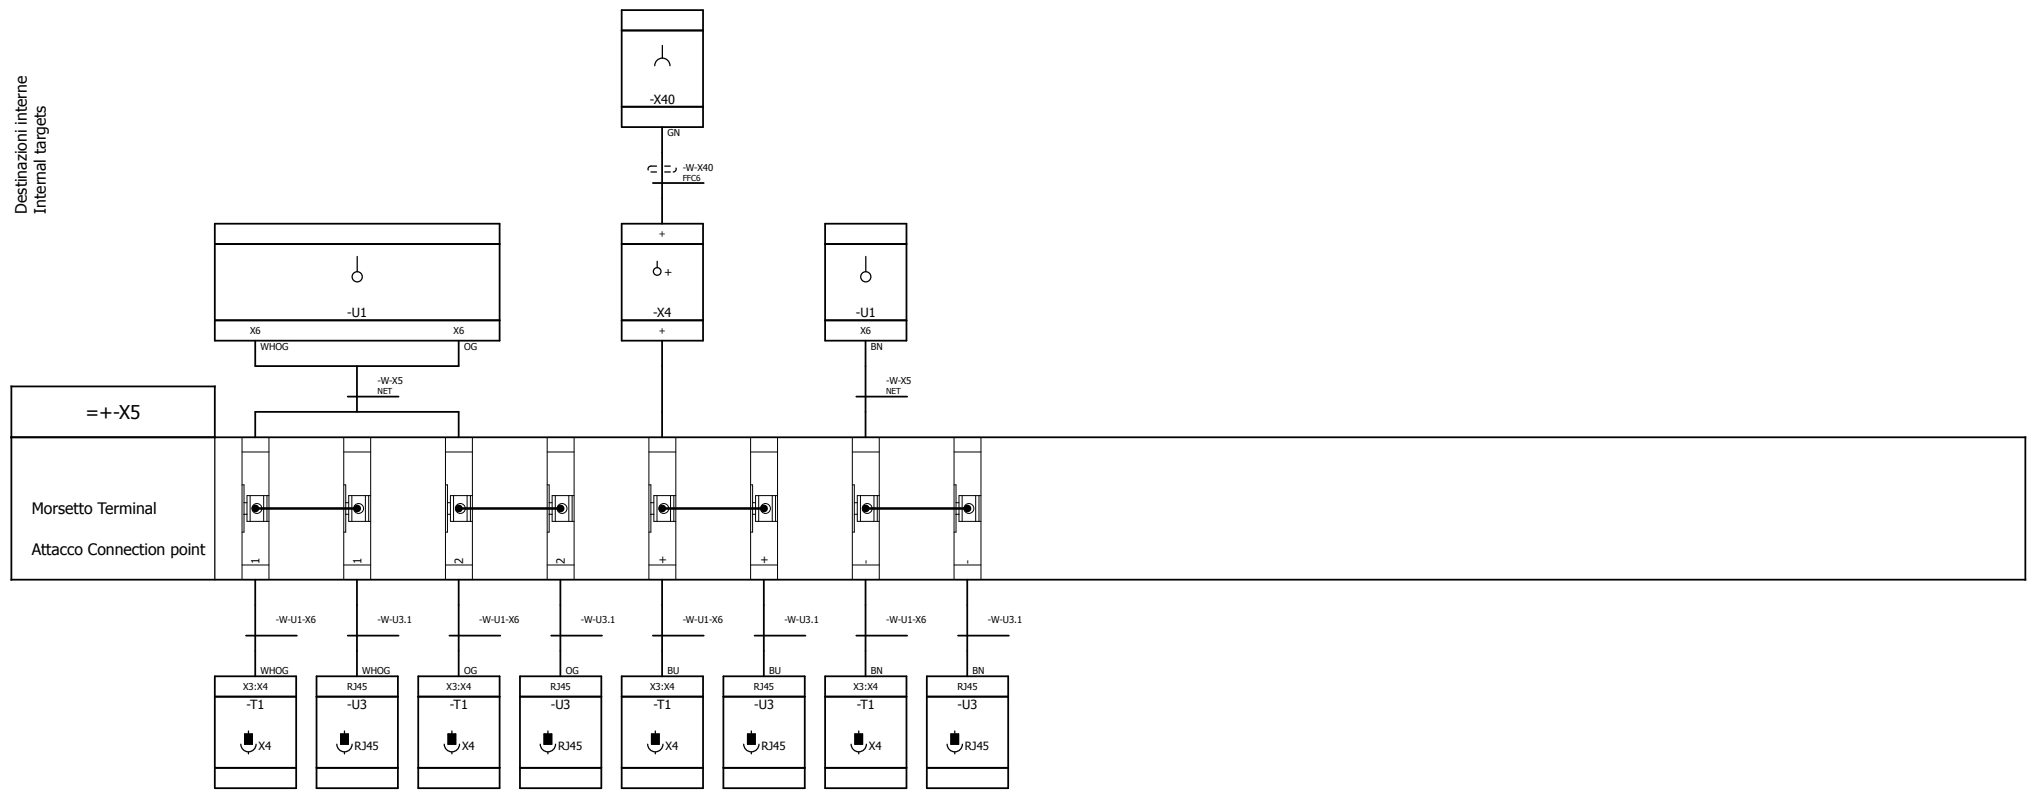 Destinazioni interne
Internal targets
-X40
GN
-W-X40
FFC6
+
+
-U1
-X4
-U1
X6 X6
+
X6
WHOG OG
BN
-W-X5
NET
-W-X5
NET
=+-X5
Morsetto Terminal
Attacco Connection point
1 1 2 2 + + - -
-W-U1-X6 -W-U3.1 -W-U1-X6 -W-U3.1 -W-U1-X6 -W-U3.1 -W-U1-X6 -W-U3.1
WHOG WHOG OG OG BU BU BN BN
X3:X4 RJ45 X3:X4 RJ45 X3:X4 RJ45 X3:X4 RJ45
-T1 -U3 -T1 -U3 -T1 -U3 -T1 -U3
X4 RJ45 X4 RJ45 X4 RJ45 X4 RJ45